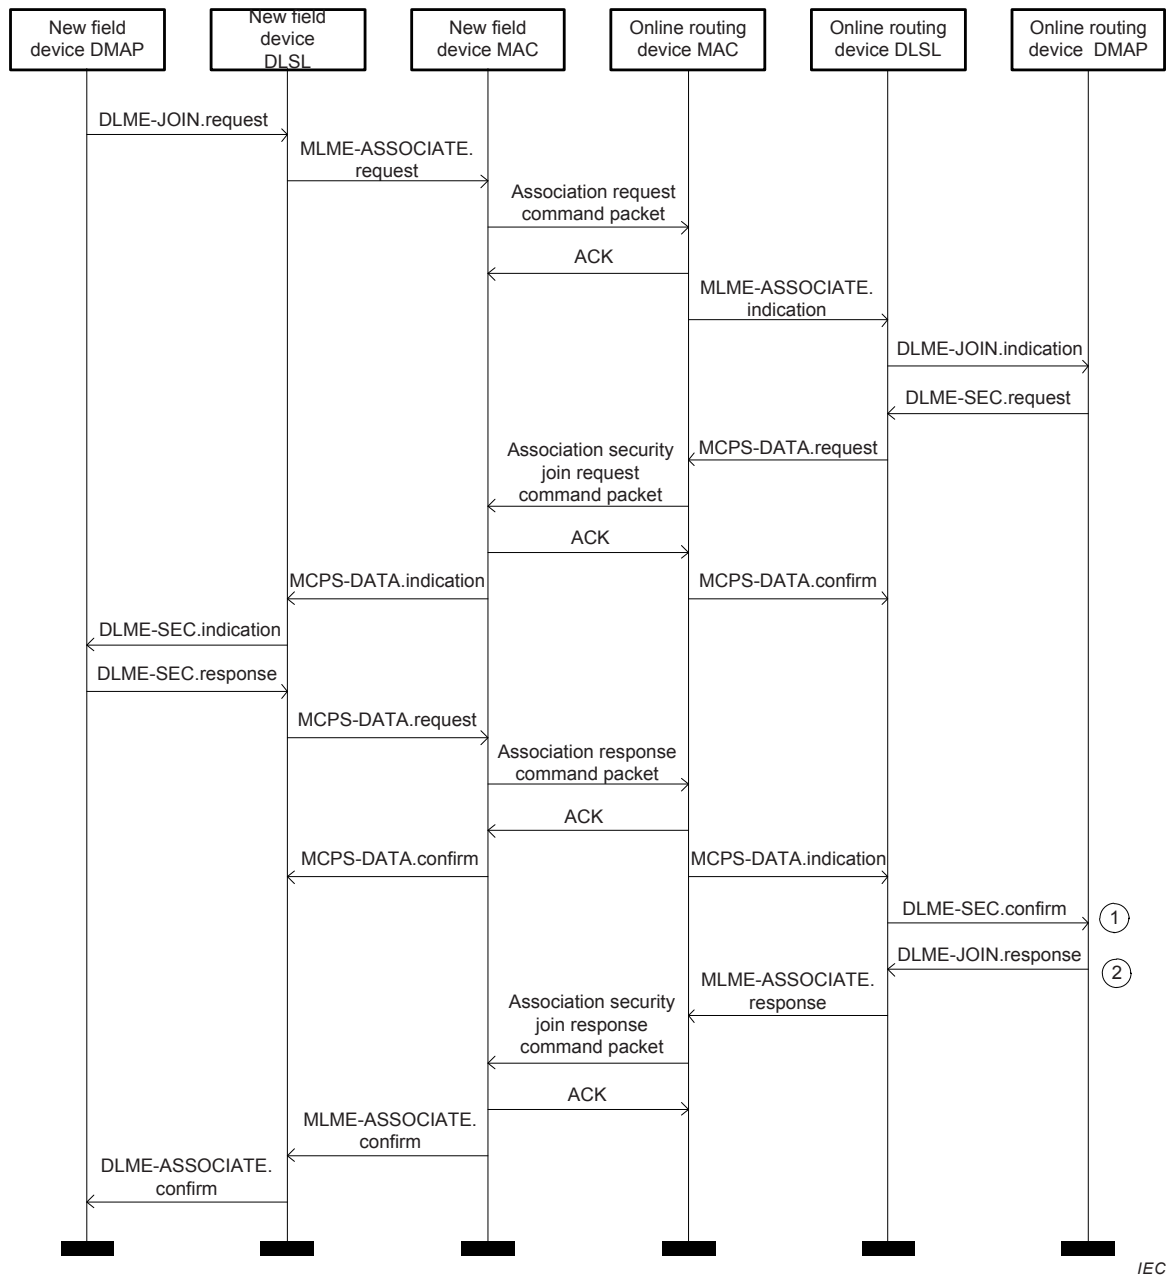 New field
device DMAP
New field
device
DLSL
New field
device MAC
Online routing
device MAC
Online routing
device DLSL
Online routing
device DMAP
DLME-JOIN.request
MLME-ASSOCIATE.
request
Association request
command packet
ACK
MLME-ASSOCIATE.
indication
DLME-JOIN.indication
DLME-SEC.request
MCPS-DATA.request
Association security
join request
command packet
ACK
MCPS-DATA.indication
MCPS-DATA.confirm
DLME-SEC.indication
DLME-SEC.response
MCPS-DATA.request
Association response
command packet
ACK
MCPS-DATA.confirm
MCPS-DATA.indication
DLME-SEC.confirm
1
DLME-JOIN.response
2
MLME-ASSOCIATE.
response
Association security
join response
command packet
ACK
MLME-ASSOCIATE.
confirm
DLME-ASSOCIATE.
confirm
IEC